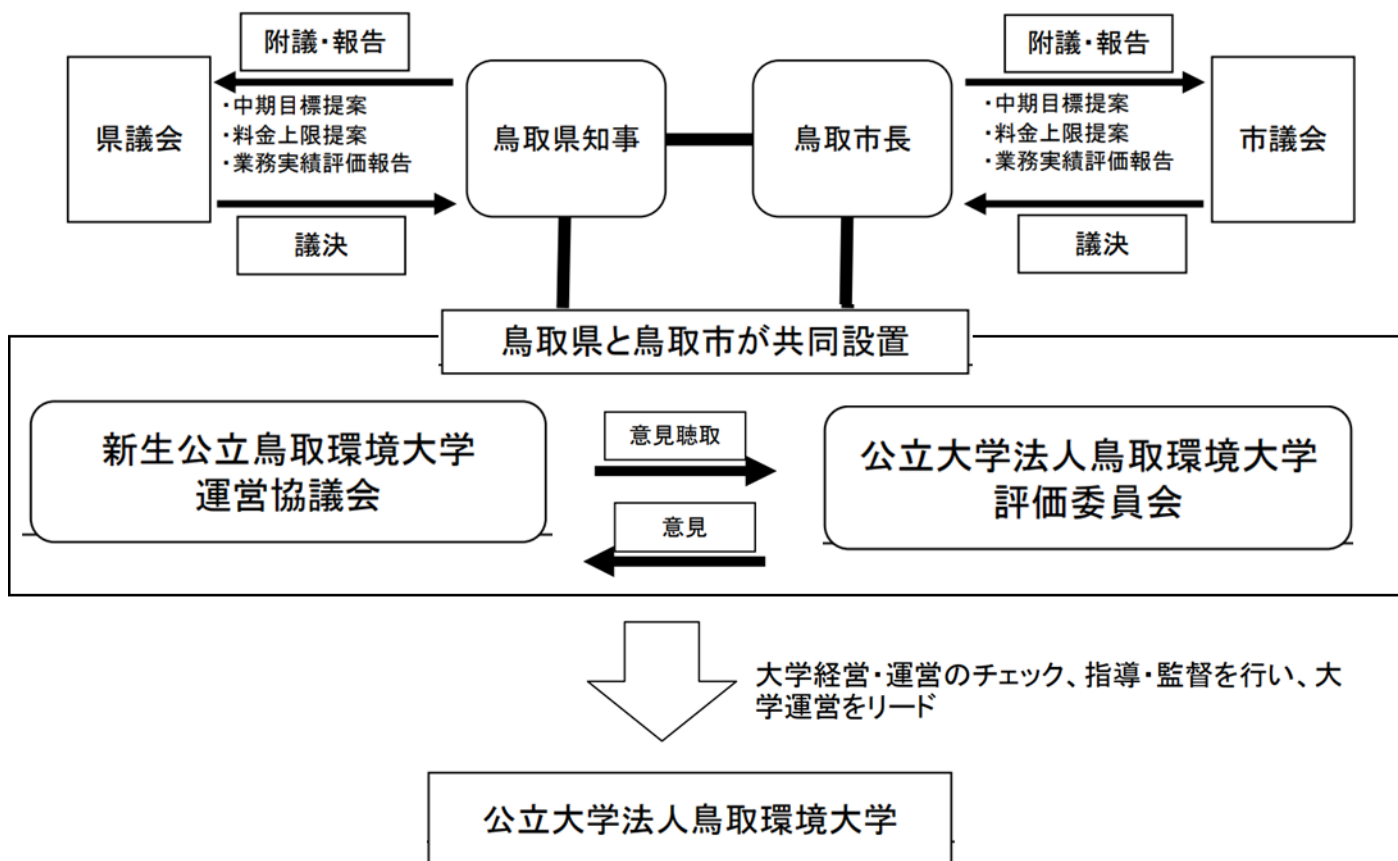 附議・報告
附議・報告
県議会
・中期目標提案
・料金上限提案
・業務実績評価報告
鳥取県知事
鳥取市長
・中期目標提案
・料金上限提案
・業務実績評価報告
市議会
議決
議決
鳥取県と鳥取市が共同設置
新生公立鳥取環境大学
運営協議会
意見聴取
意見
公立大学法人鳥取環境大学
評価委員会
大学経営・運営のチェック、指導・監督を行い、大
学運営をリード
公立大学法人鳥取環境大学